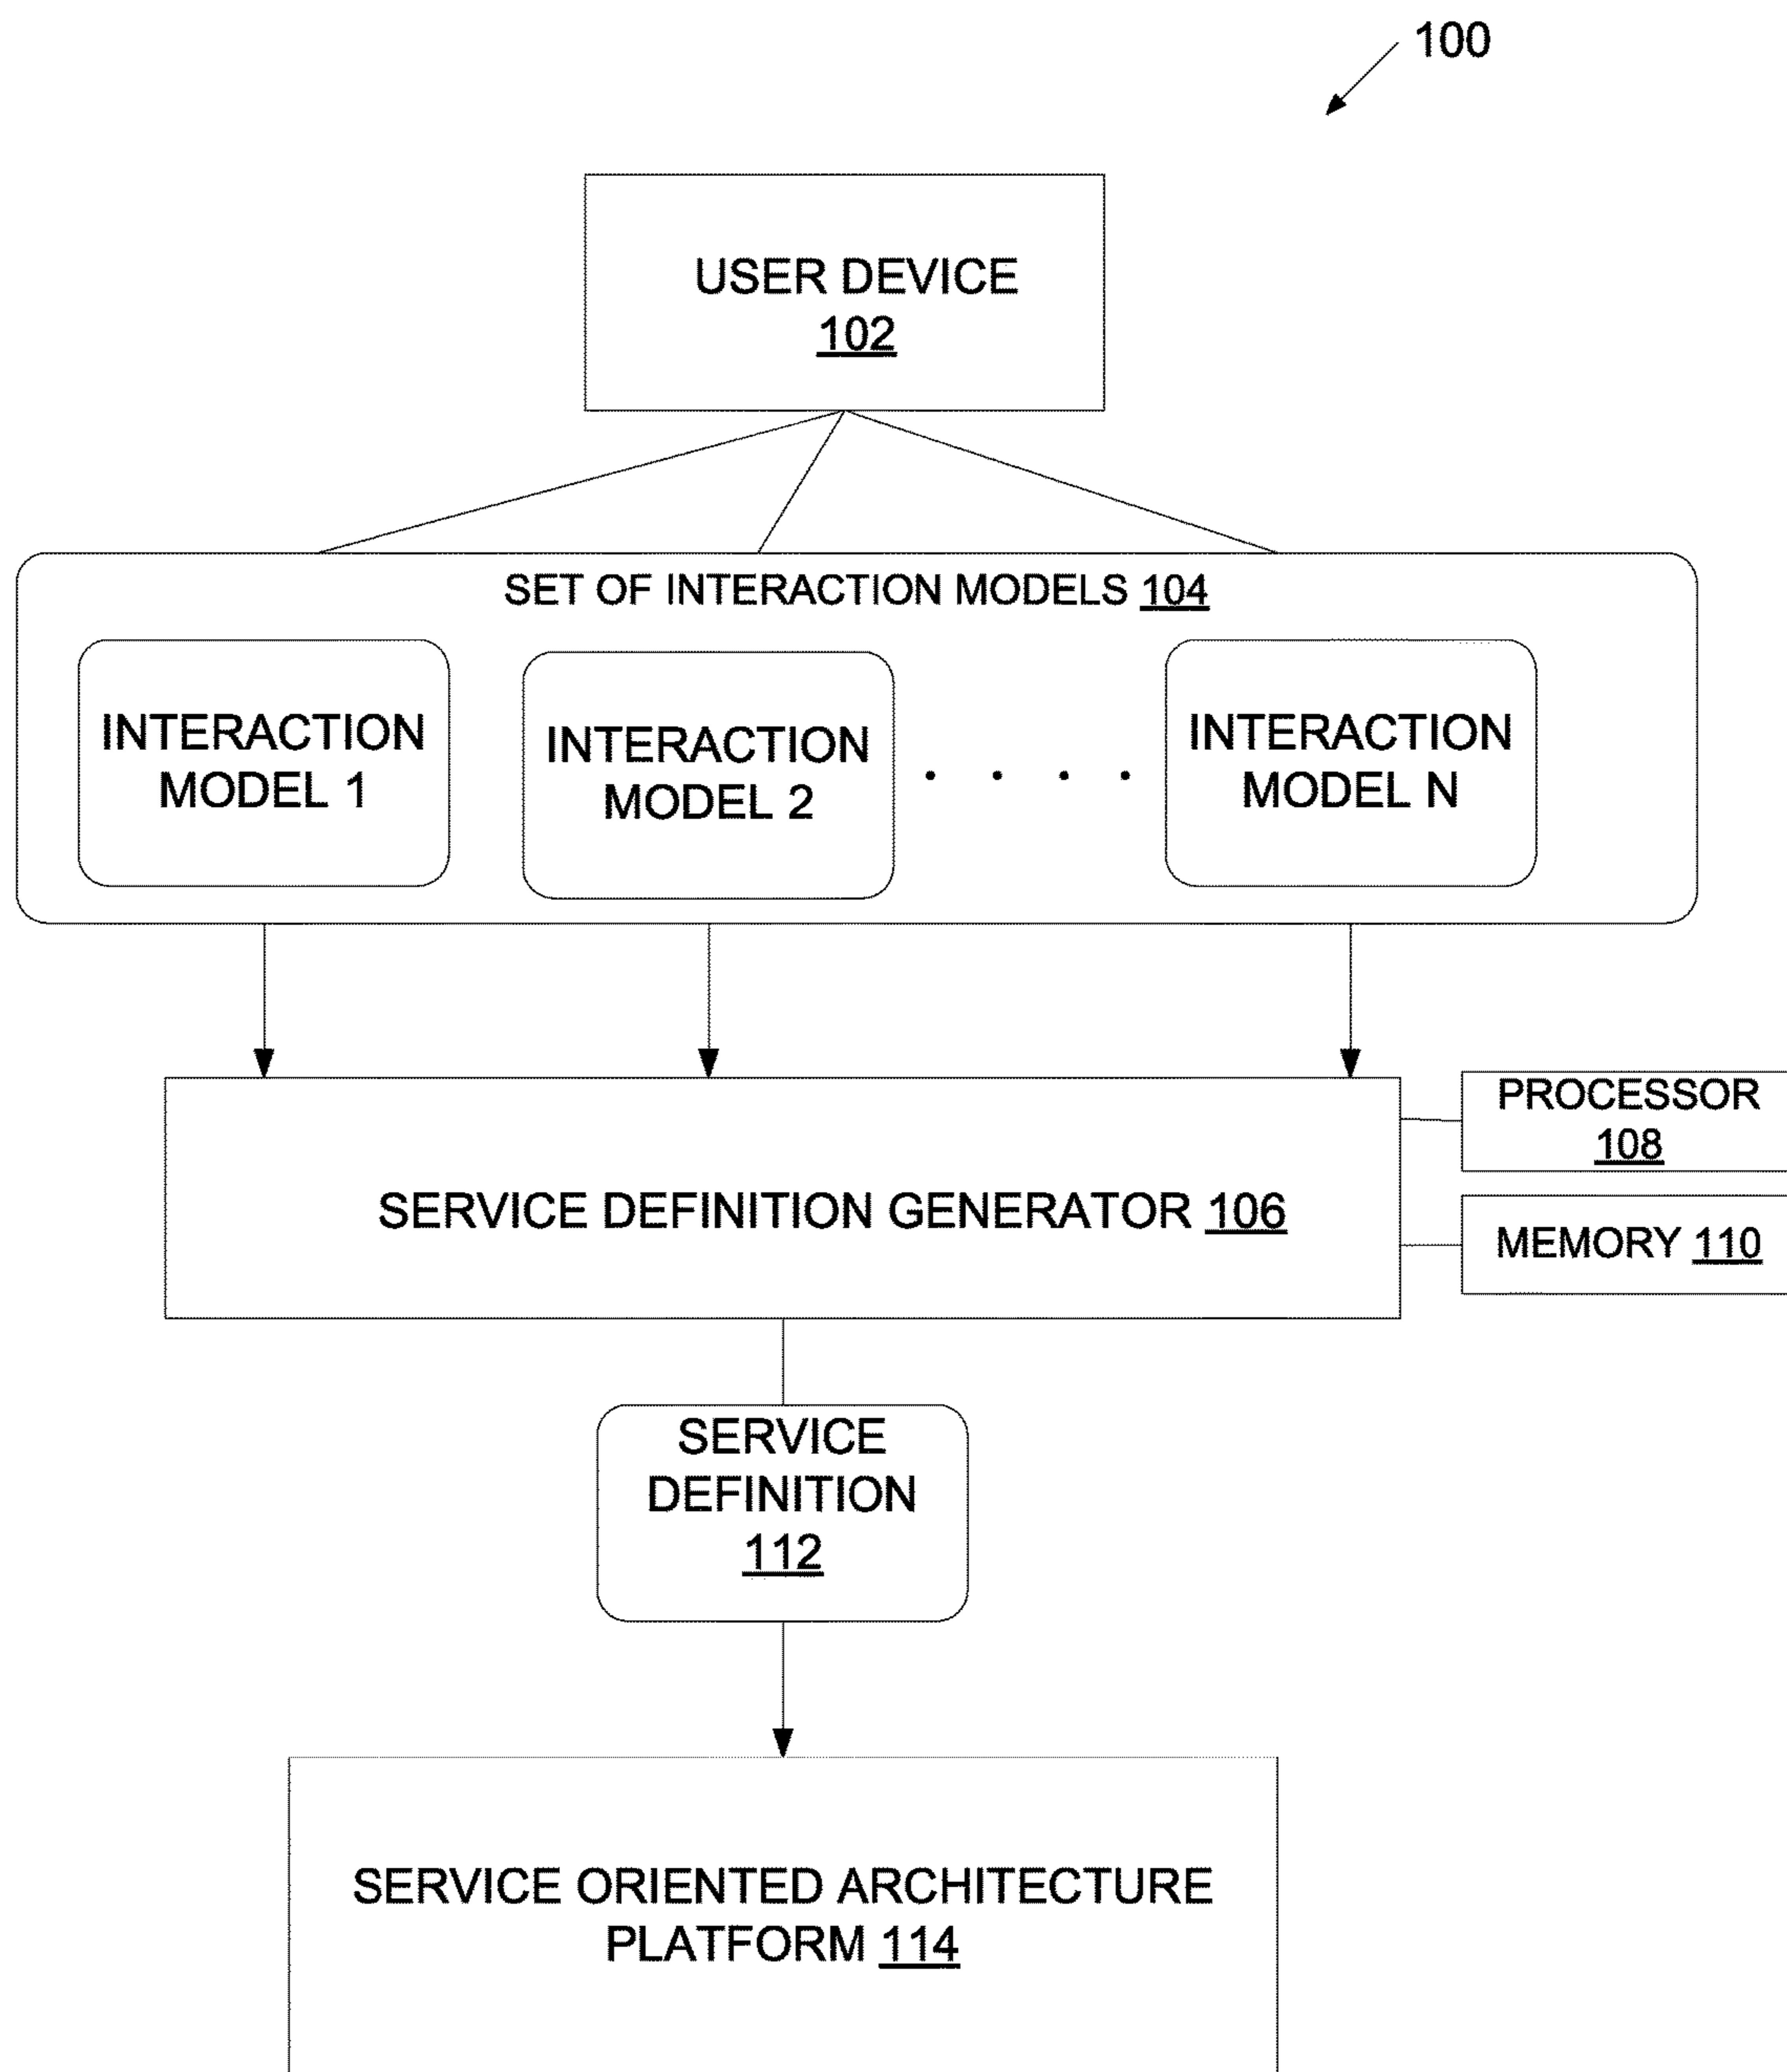 100
USER DEVICE
102
SET OF INTERACTION MODELS 104
INTERACTION
MODEL 1
INTERACTION
MODEL 2
. . . .
INTERACTION
MODEL N
PROCESSOR
108
SERVICE DEFINITION GENERATOR 106
MEMORY 110
SERVICE
DEFINITION
112
SERVICE ORIENTED ARCHITECTURE
PLATFORM 114